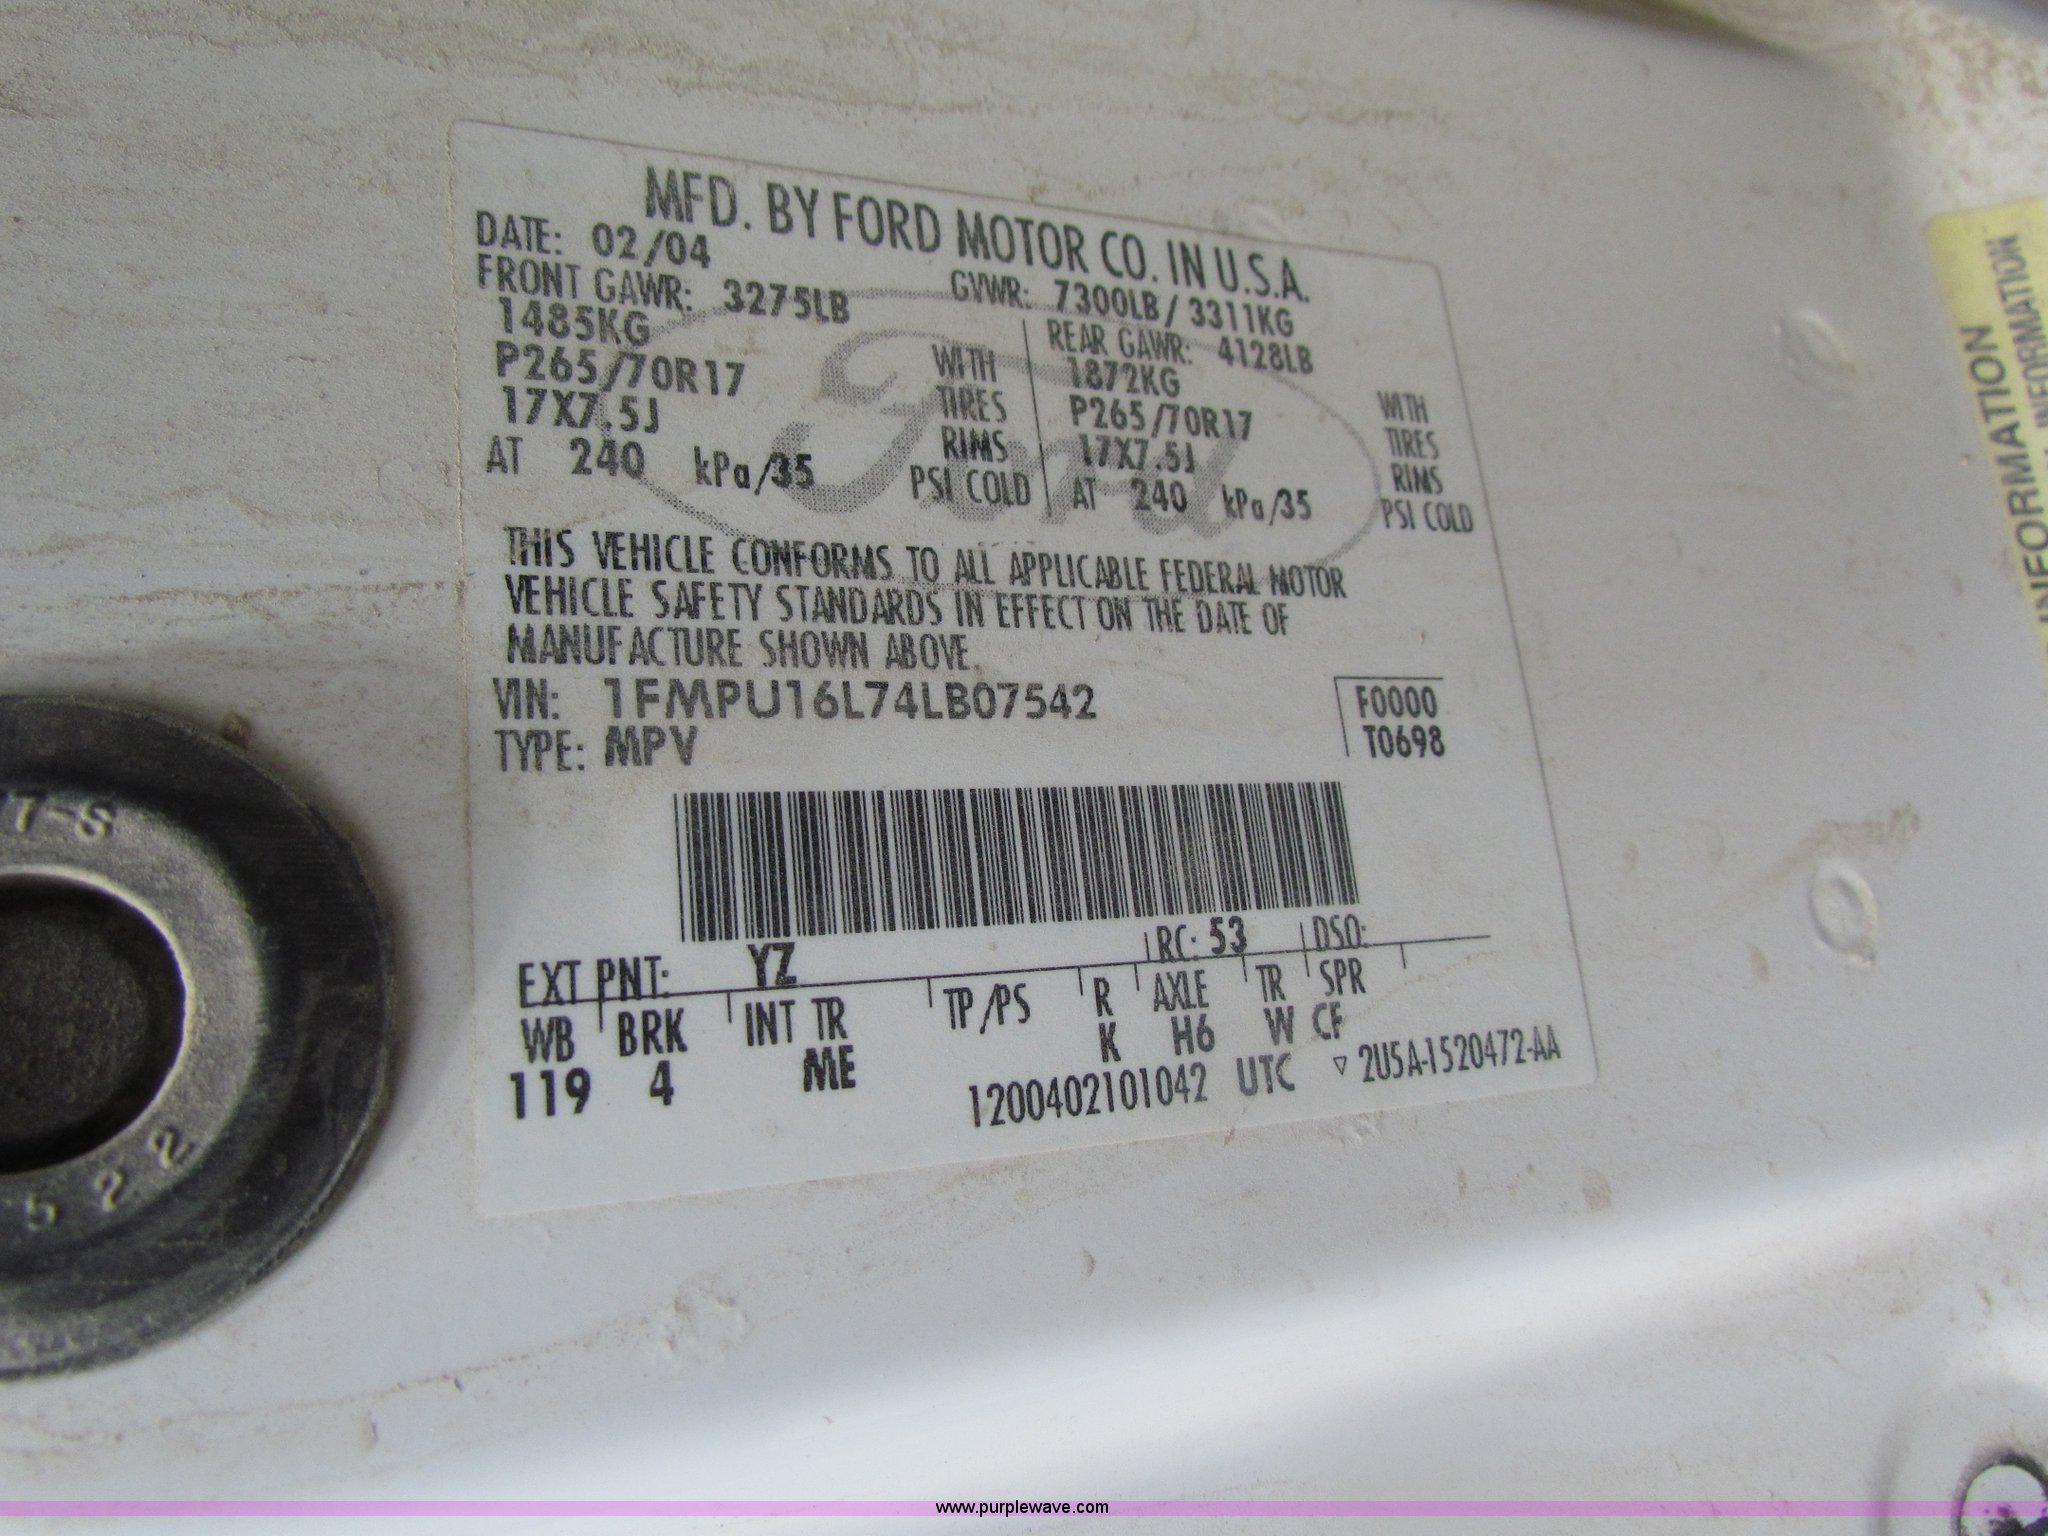 MFD. BY FORD MOTOR CO. IN U.S.A.
DATE: 02/04 GVWR: 7300LB/3311KG
FRONT GAWR: 3275LB REAR GAWR: 4128LB
1485KG WITH 1872KG WITH
P265/70R17 TIRES P265/70R17 TIRES
17X7.5J RIMS 17X7.5J RIMS
AT 240 kPa/35 PSI COLD AT 240 kPa/35 PSI COLD
Ford
THIS VEHICLE CONFORMS TO ALL APPLICABLE FEDERAL MOTOR
VEHICLE SAFETY STANDARDS IN EFFECT ON THE DATE OF
MANUFACTURE SHOWN ABOVE.
VIN: 1FMPU16L74LB07542 F0000
TYPE: MPV T0698
EXT PNT: YZ RC: 53 DSO:
WB BRK INT TR TP/PS R AXLE TR SPR
119 4 ME K H6 W CF
1200402101042 UTC ▽ 2U5A-1520472-AA
INFORMATION
INFORMATION
7-8
522
www.purplewave.com